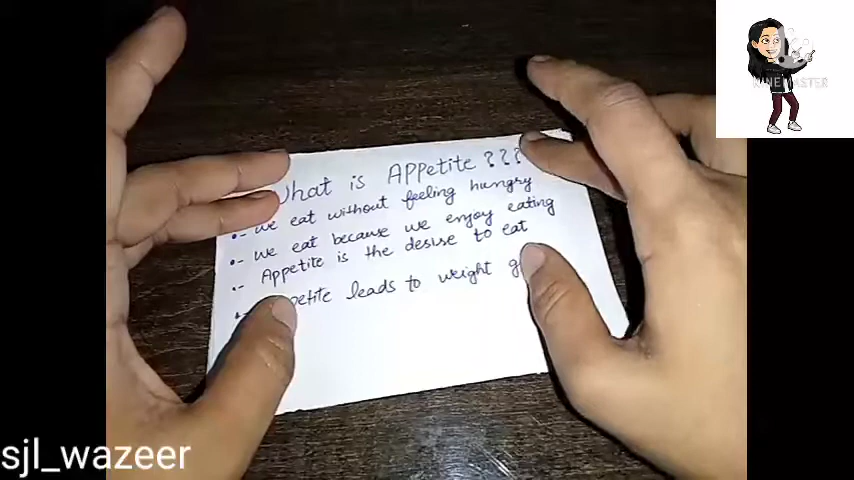 What is APPetite ???
•- we eat without feeling hungry
•- we eat because we enjoy eating
•- Appetite is the desire to eat
leads to weight
sjl_wazeer
KINEMASTER